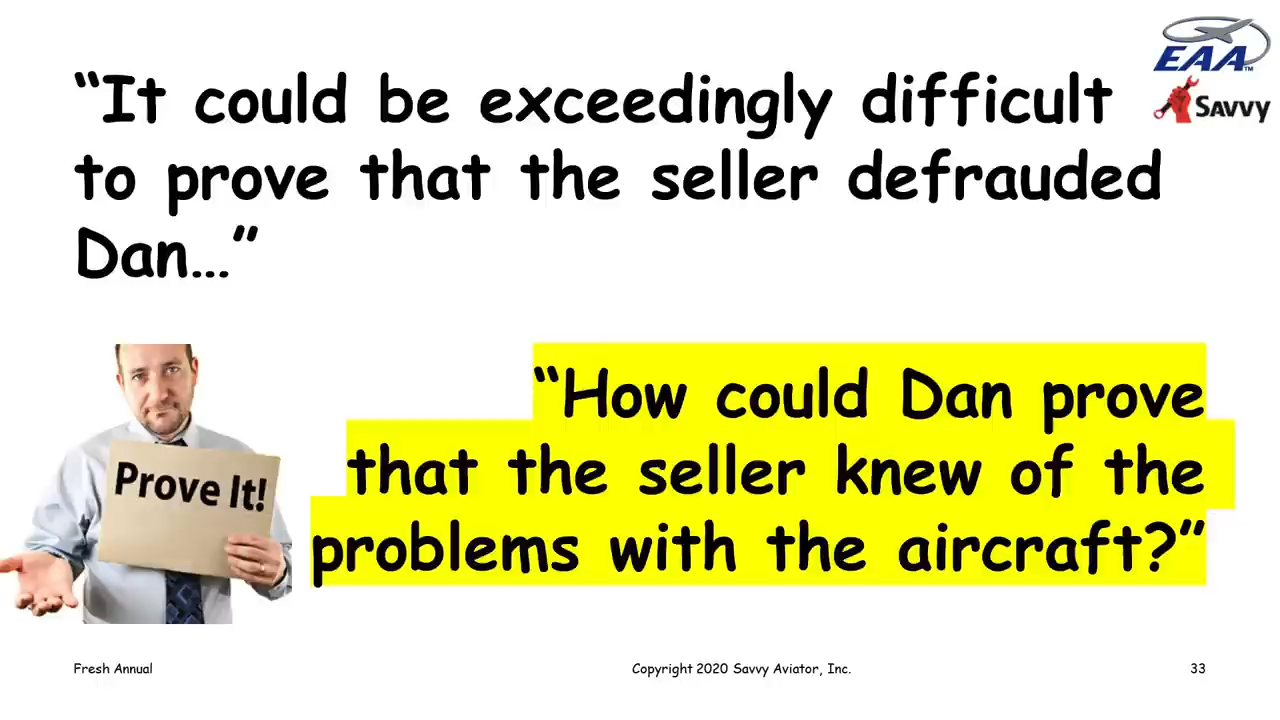 “It could be exceedingly difficult
to prove that the seller defrauded
Dan…”
EAA™
Savvy
“How could Dan prove
that the seller knew of the
problems with the aircraft?”
Prove It!
Fresh Annual
Copyright 2020 Savvy Aviator, Inc.
33